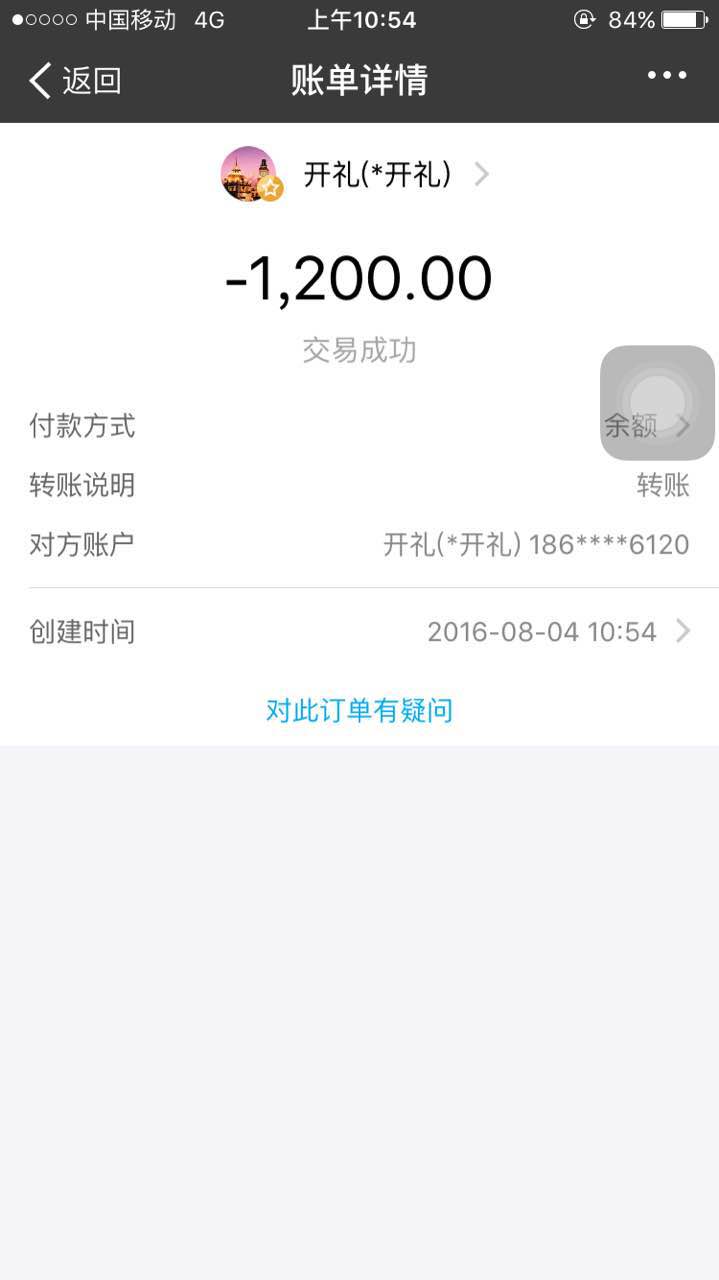 中国移动 4G 上午10:54 84%
返回 账单详情
开礼(*开礼)
-1,200.00
交易成功
付款方式 余额
转账说明 转账
对方账户 开礼(*开礼) 186****6120
创建时间 2016-08-04 10:54
对此订单有疑问